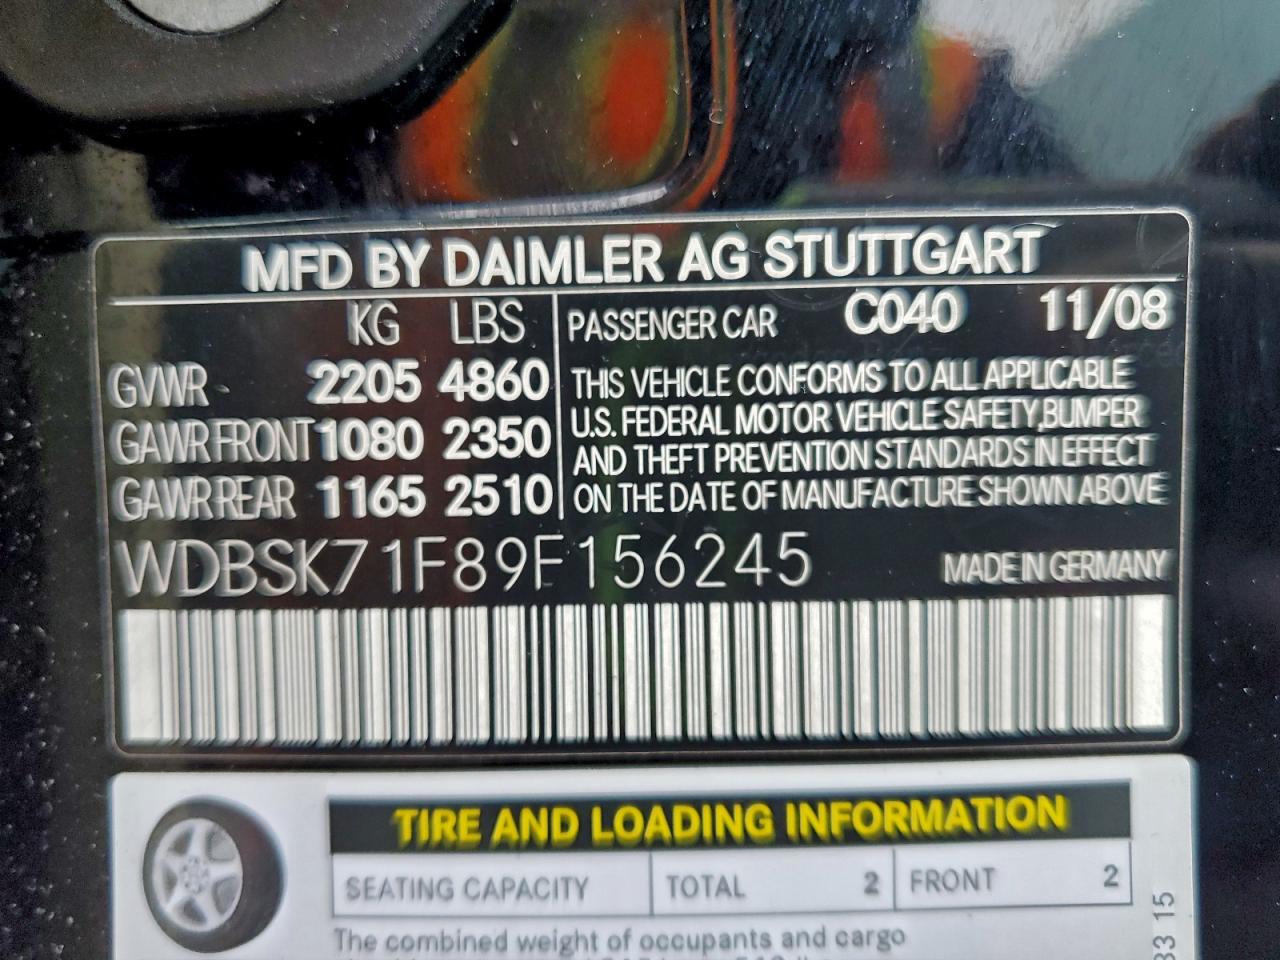 MFD BY DAIMLER AG STUTTGART
KG LBS
GVWR 2205 4860
GAWR FRONT 1080 2350
GAWR REAR 1165 2510
PASSENGER CAR C040 11/08
THIS VEHICLE CONFORMS TO ALL APPLICABLE
U.S. FEDERAL MOTOR VEHICLE SAFETY,BUMPER
AND THEFT PREVENTION STANDARDS IN EFFECT
ON THE DATE OF MANUFACTURE SHOWN ABOVE
WDBSK71F89F156245 MADE IN GERMANY
TIRE AND LOADING INFORMATION
SEATING CAPACITY TOTAL 2 FRONT 2
The combined weight of occupants and cargo
33 15